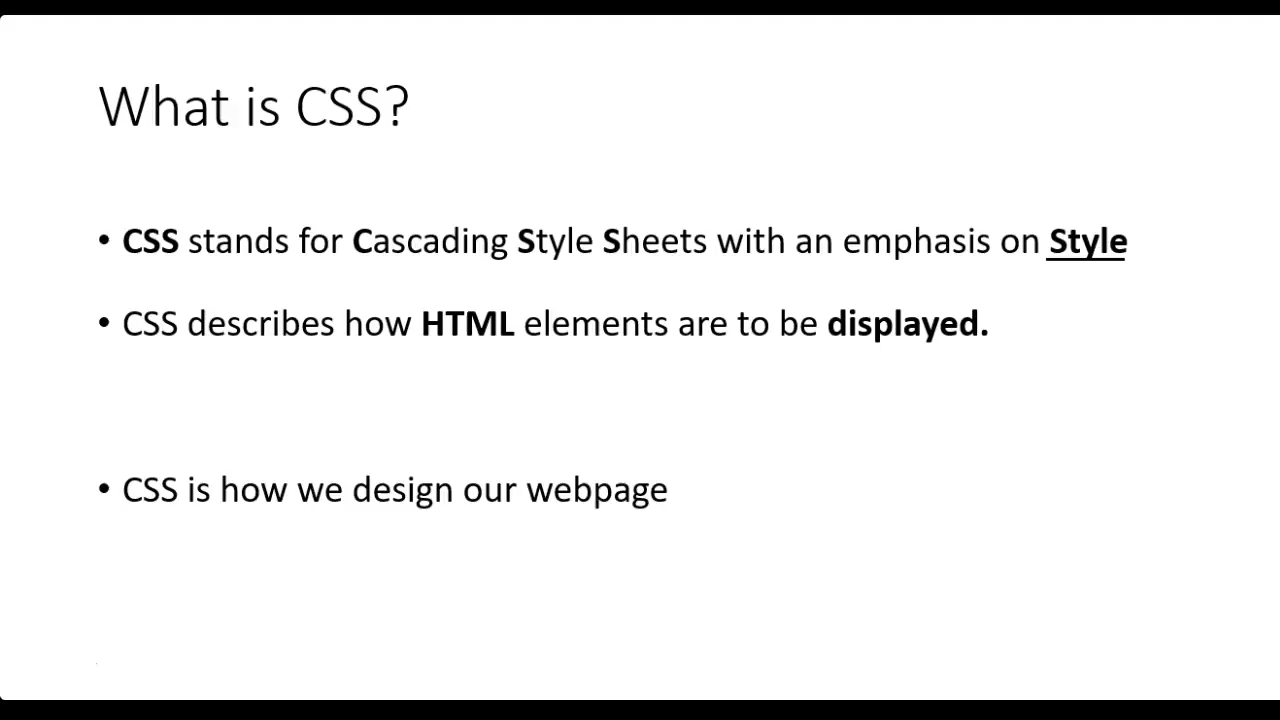 What is CSS?
• CSS stands for Cascading Style Sheets with an emphasis on Style
• CSS describes how HTML elements are to be displayed.
• CSS is how we design our webpage